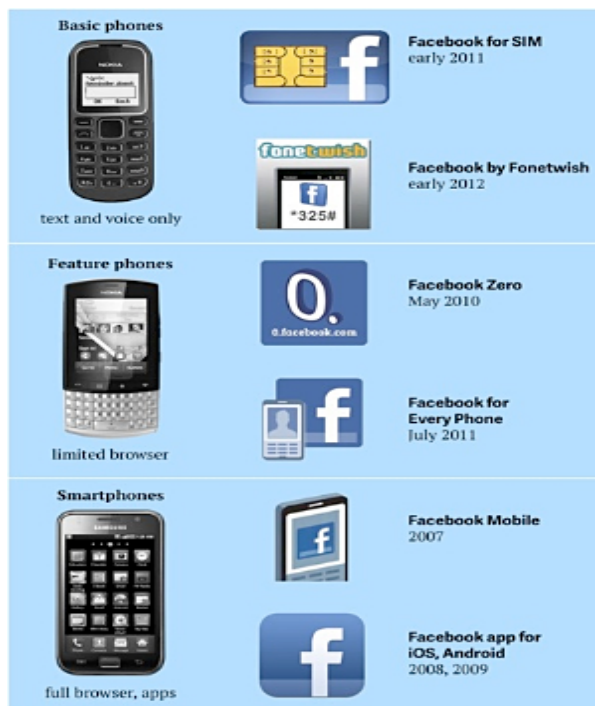 Basic phones
NOKIA
text and voice only
Facebook for SIM
early 2011
fonetwish
*325#
Facebook by Fonetwish
early 2012
Feature phones
NOKIA
limited browser
0.
0.facebook.com
Facebook Zero
May 2010
f
Facebook for
Every Phone
July 2011
Smartphones
SAMSUNG
full browser, apps
f
Facebook Mobile
2007
f
Facebook app for
iOS, Android
2008, 2009